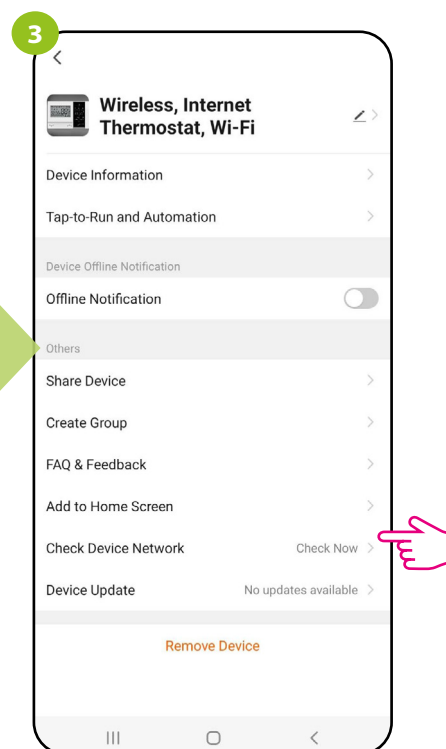 3
Wireless, Internet
Thermostat, Wi-Fi
Device Information
Tap-to-Run and Automation
Device Offline Notification
Offline Notification
Others
Share Device
Create Group
FAQ & Feedback
Add to Home Screen
Check Device Network Check Now
Device Update No updates available
Remove Device